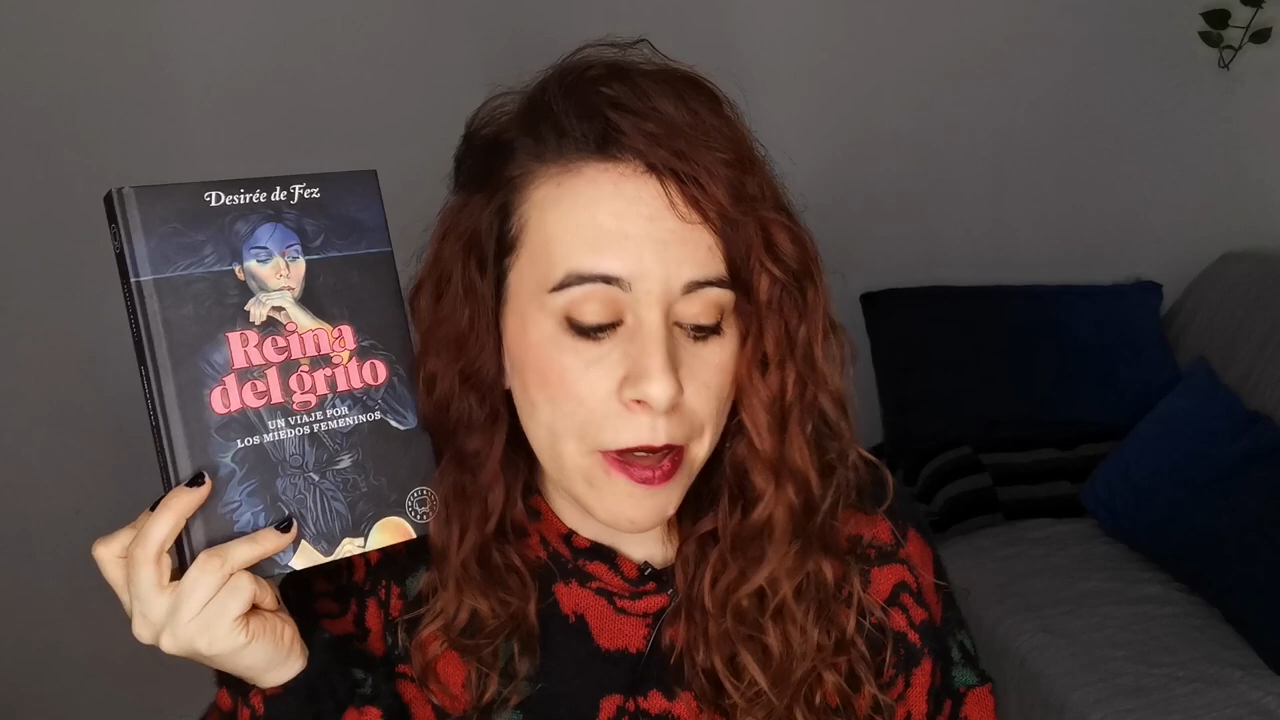 Desirée de Fez
Reina
del grito
UN VIAJE POR
LOS MIEDOS FEMENINOS